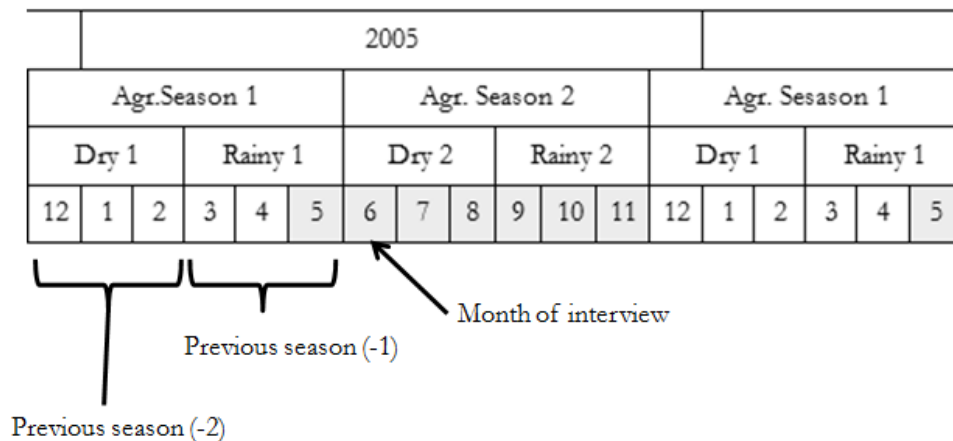 2005
Agr.Season 1 Agr. Season 2 Agr. Sesason 1
Dry 1 Rainy 1 Dry 2 Rainy 2 Dry 1 Rainy 1
12 1 2 3 4 5 6 7 8 9 10 11 12 1 2 3 4 5
Month of interview
Previous season (-1)
Previous season (-2)